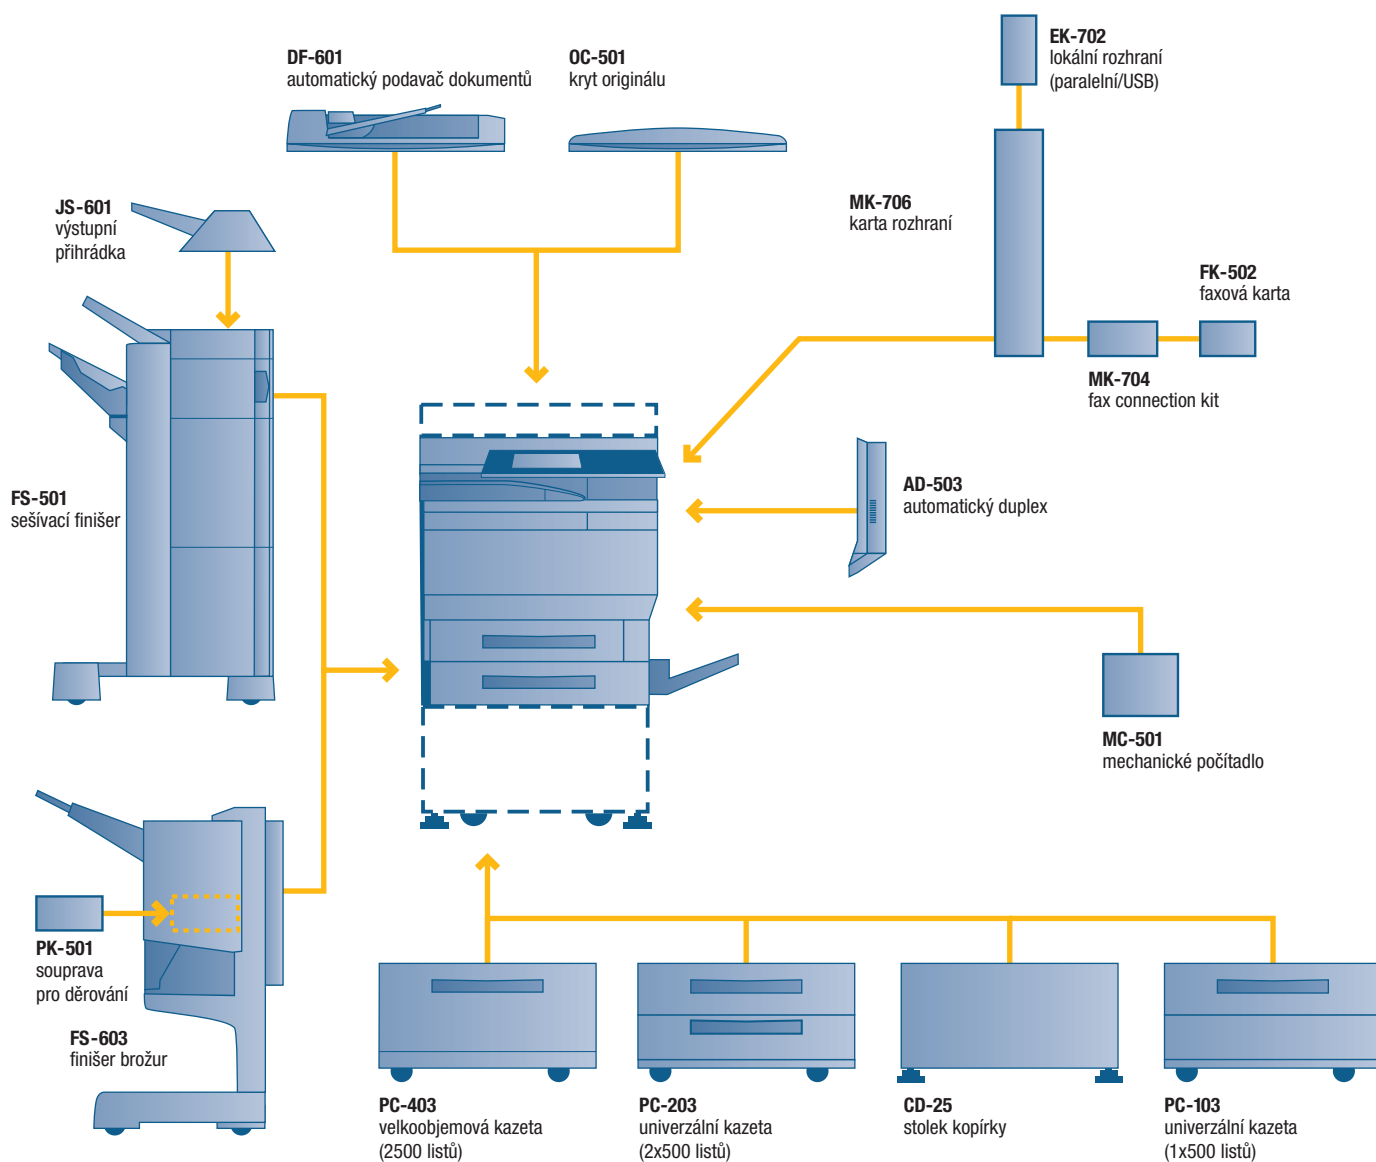 DF-601
automatický podavač dokumentů
OC-501
kryt originálu
EK-702
lokální rozhraní
(paralelní/USB)
JS-601
výstupní
přihrádka
MK-706
karta rozhraní
FK-502
faxová karta
MK-704
fax connection kit
FS-501
sešívací finišer
AD-503
automatický duplex
MC-501
mechanické počítadlo
PK-501
souprava
pro děrování
FS-603
finišer brožur
PC-403
velkoobjemová kazeta
(2500 listů)
PC-203
univerzální kazeta
(2x500 listů)
CD-25
stolek kopírky
PC-103
univerzální kazeta
(1x500 listů)